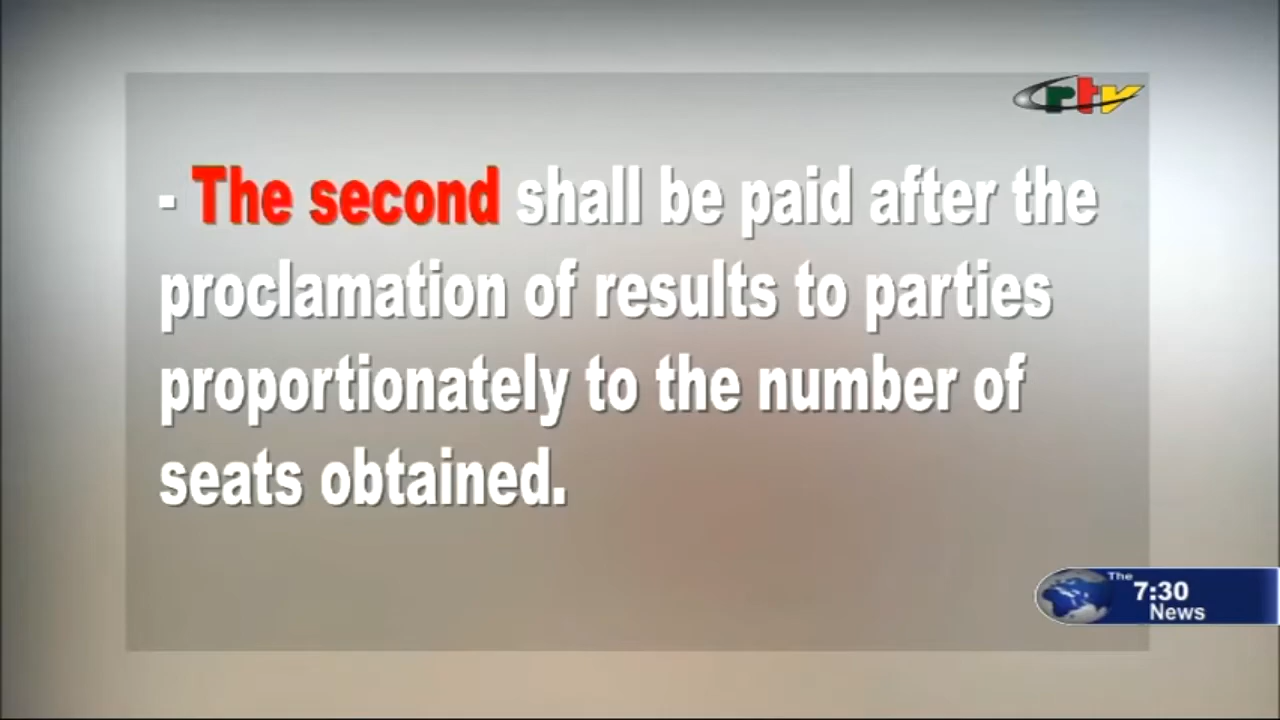 crtv
- The second shall be paid after the
proclamation of results to parties
proportionately to the number of
seats obtained.
The
7:30
News